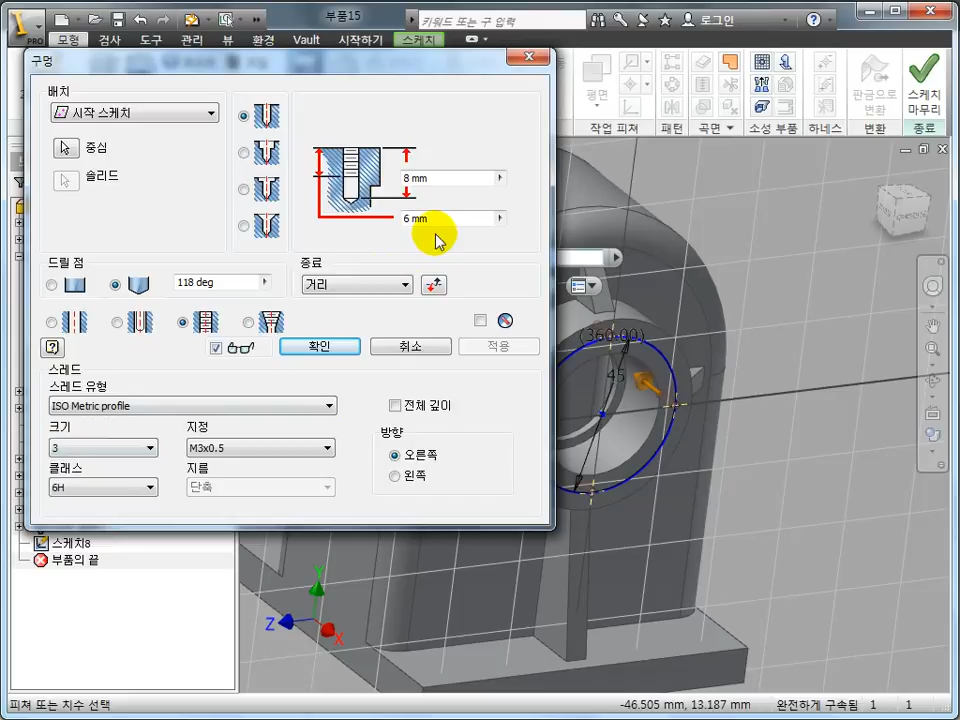 부품15
키워드 또는 구 입력
로그인
PRO
모형
검사
도구
관리
뷰
환경
Vault
시작하기
스케치
구멍
배치
시작 스케치
중심
솔리드
8 mm
6 mm
드릴 점
118 deg
종료
거리
확인
취소
적용
스레드
스레드 유형
ISO Metric profile
전체 깊이
크기
지정
3
M3x0.5
방향
오른쪽
왼쪽
클래스
지름
6H
단축
평면
작업 피쳐
패턴
곡면
소성 부품
하네스
판금으로
변환
변환
스케치
마무리
종료
(360.00)
45
스케치8
부품의 끝
Y
Z
X
피쳐 또는 치수 선택
-46.505 mm, 13.187 mm
완전하게 구속됨
1
1